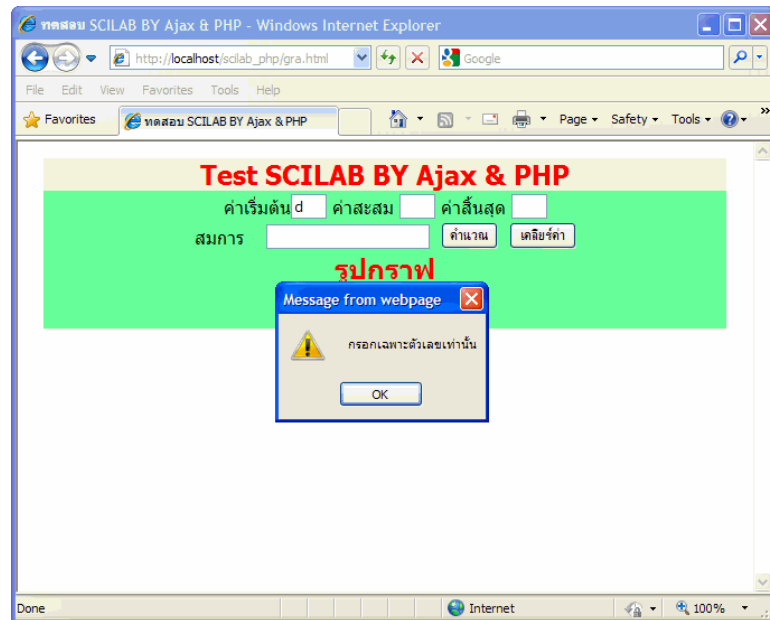 ทดสอบ SCILAB BY Ajax & PHP - Windows Internet Explorer
http://localhost/scilab_php/gra.html
Google
File Edit View Favorites Tools Help
Favorites ทดสอบ SCILAB BY Ajax & PHP Page Safety Tools
Test SCILAB BY Ajax & PHP
ค่าเริ่มต้น d ค่าสะสม ค่าสิ้นสุด
สมการ คำนวณ เคลียร์ค่า
รูปกราฟ
Message from webpage
กรอกเฉพาะตัวเลขเท่านั้น
OK
Done Internet 100%